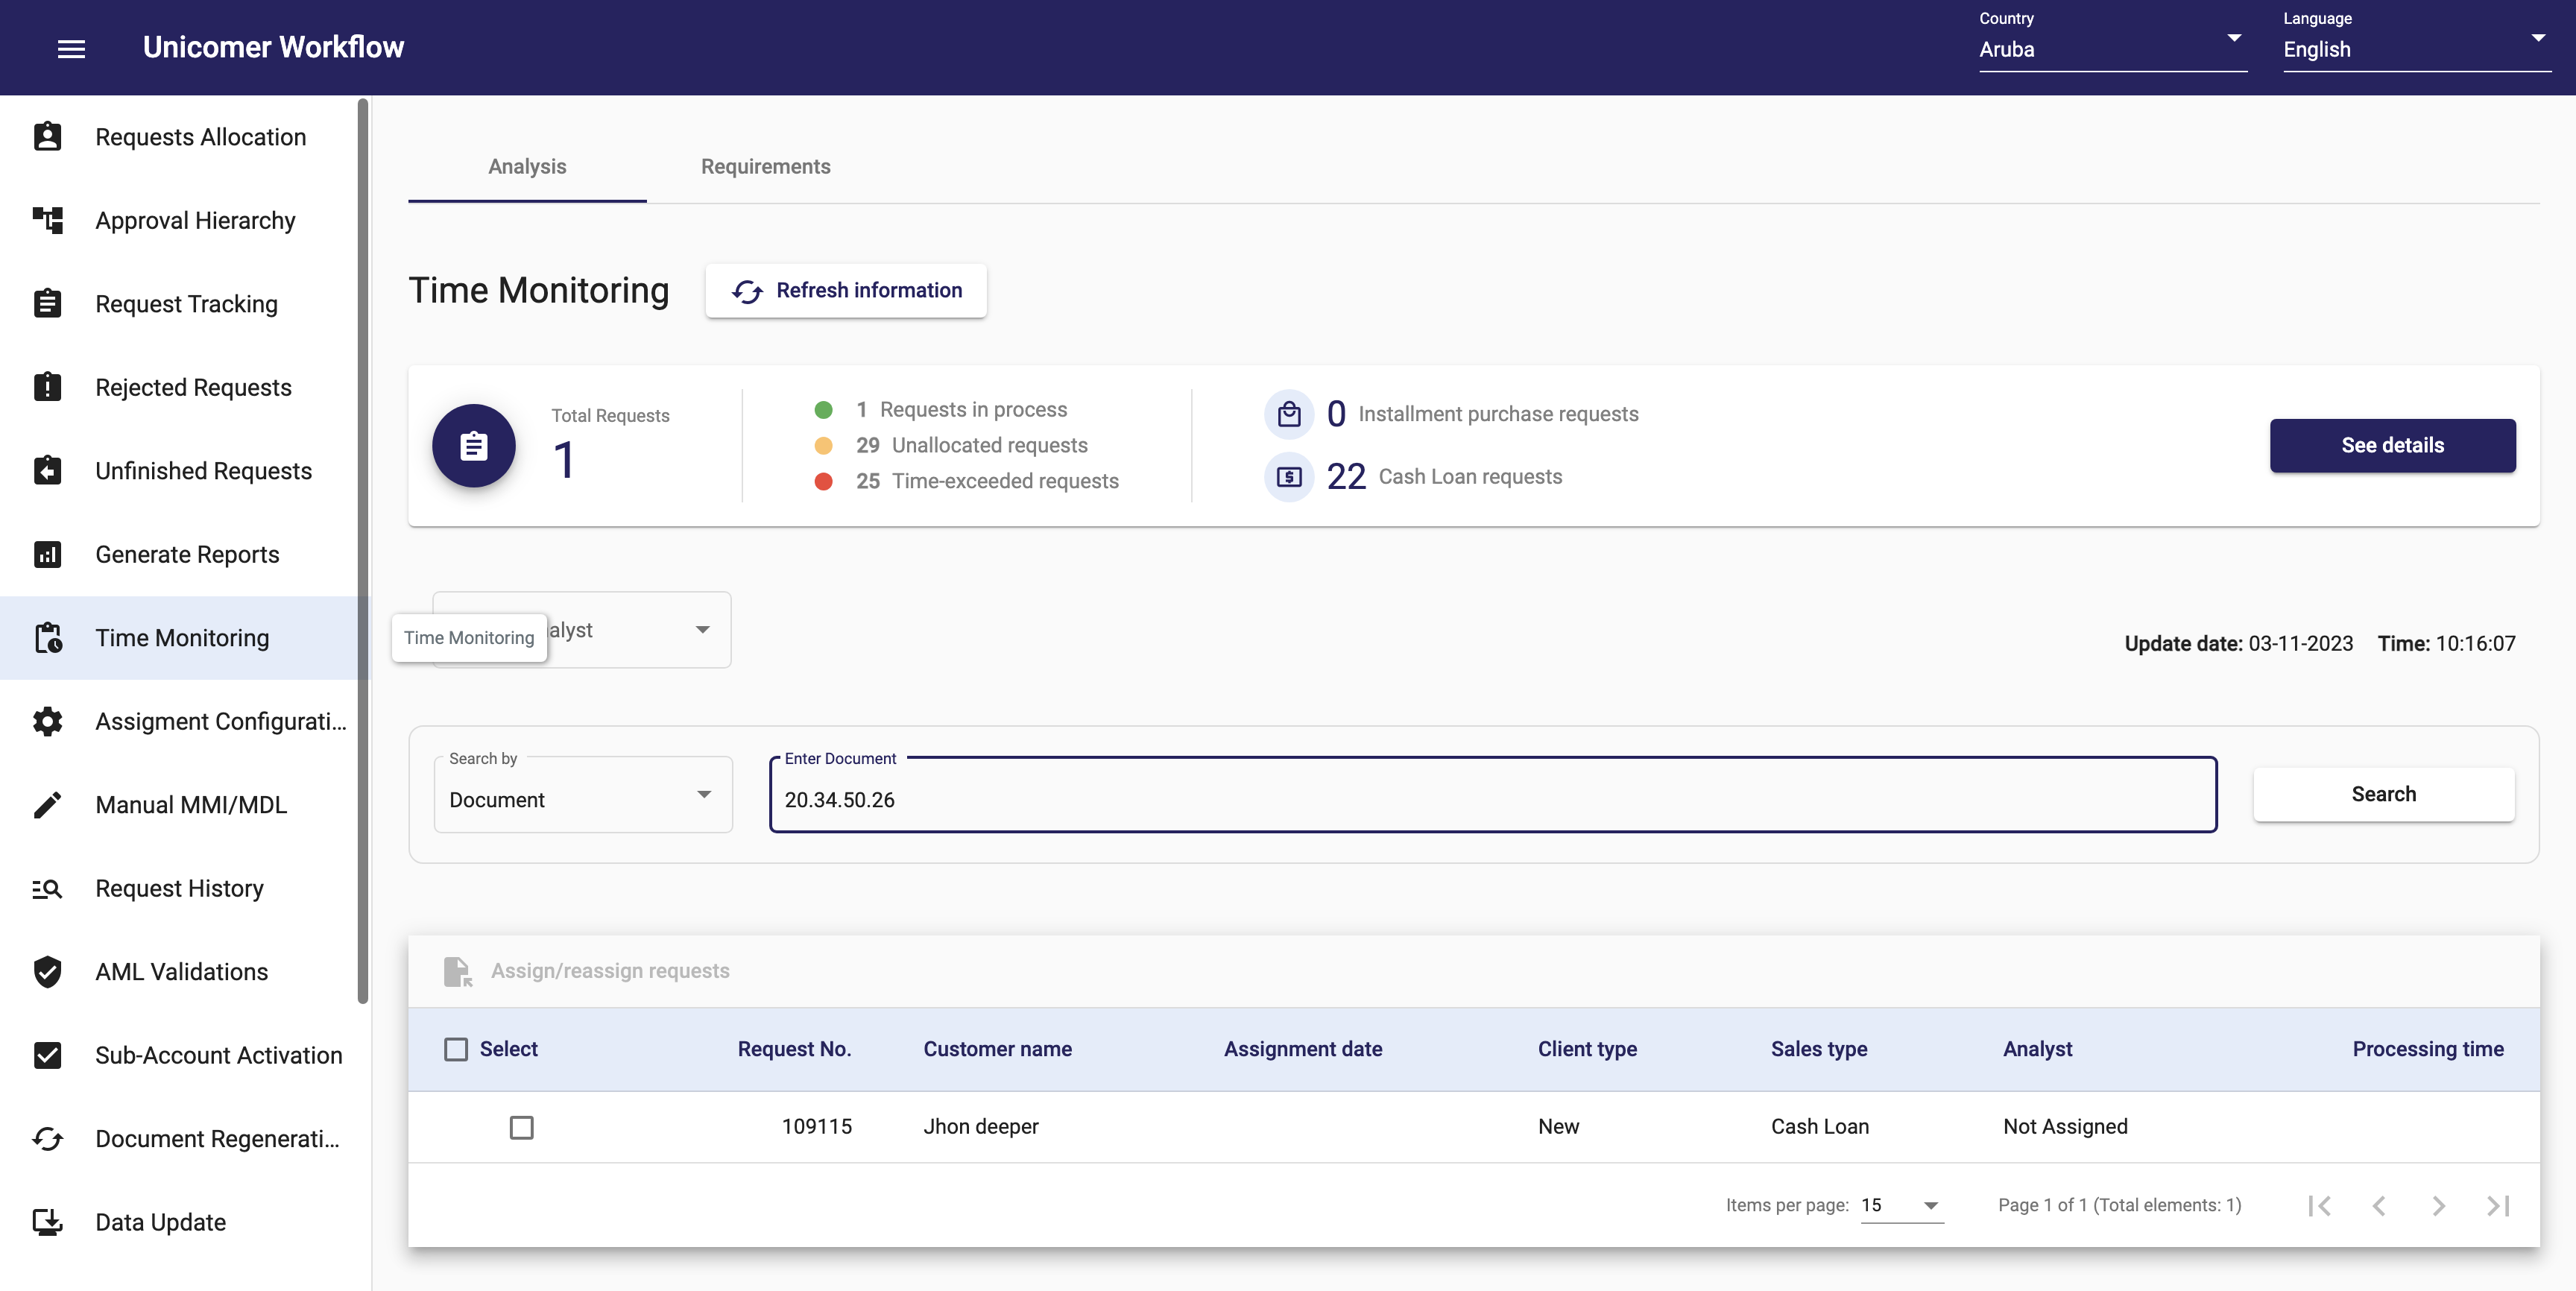 Unicomer Workflow
Country
Aruba
Language
English
Requests Allocation
Approval Hierarchy
Request Tracking
Rejected Requests
Unfinished Requests
Generate Reports
Time Monitoring
Assigment Configurati...
Manual MMI/MDL
Request History
AML Validations
Sub-Account Activation
Document Regenerati...
Data Update
Analysis Requirements
Time Monitoring Refresh information
Total Requests
1
1 Requests in process
29 Unallocated requests
25 Time-exceeded requests
0 Installment purchase requests
22 Cash Loan requests
See details
Time Monitoring
Update date: 03-11-2023 Time: 10:16:07
Search by
Document
Enter Document
20.34.50.26
Search
Assign/reassign requests
Select Request No. Customer name Assignment date Client type Sales type Analyst Processing time
109115 Jhon deeper New Cash Loan Not Assigned
Items per page: 15 Page 1 of 1 (Total elements: 1)